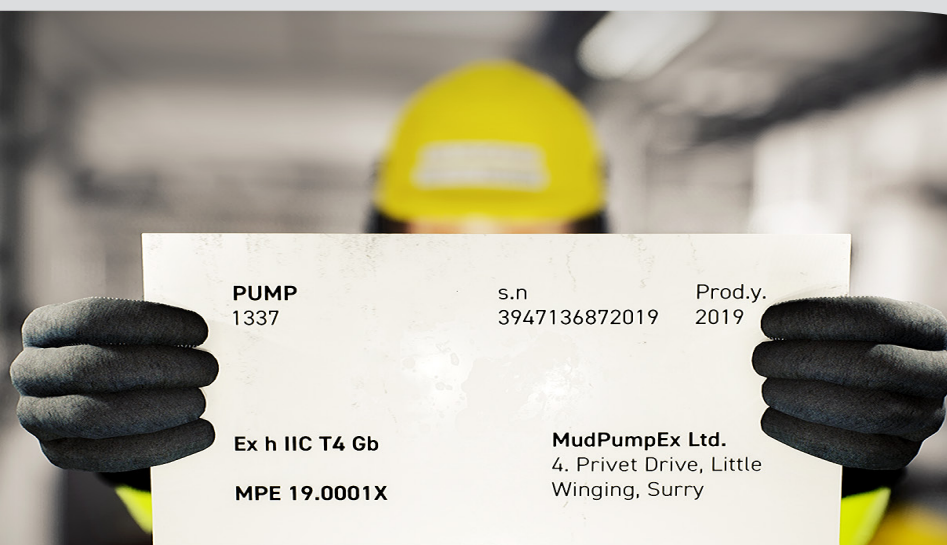 PUMP
1337
s.n
3947136872019
Prod.y.
2019
Ex h IIC T4 Gb
MPE 19.0001X
MudPumpEx Ltd.
4. Privet Drive, Little
Winging, Surry